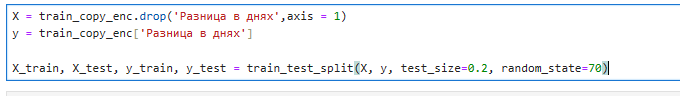 X = train_copy_enc.drop('Разница в днях',axis = 1)
y = train_copy_enc['Разница в днях']
X_train, X_test, y_train, y_test = train_test_split(X, y, test_size=0.2, random_state=70)